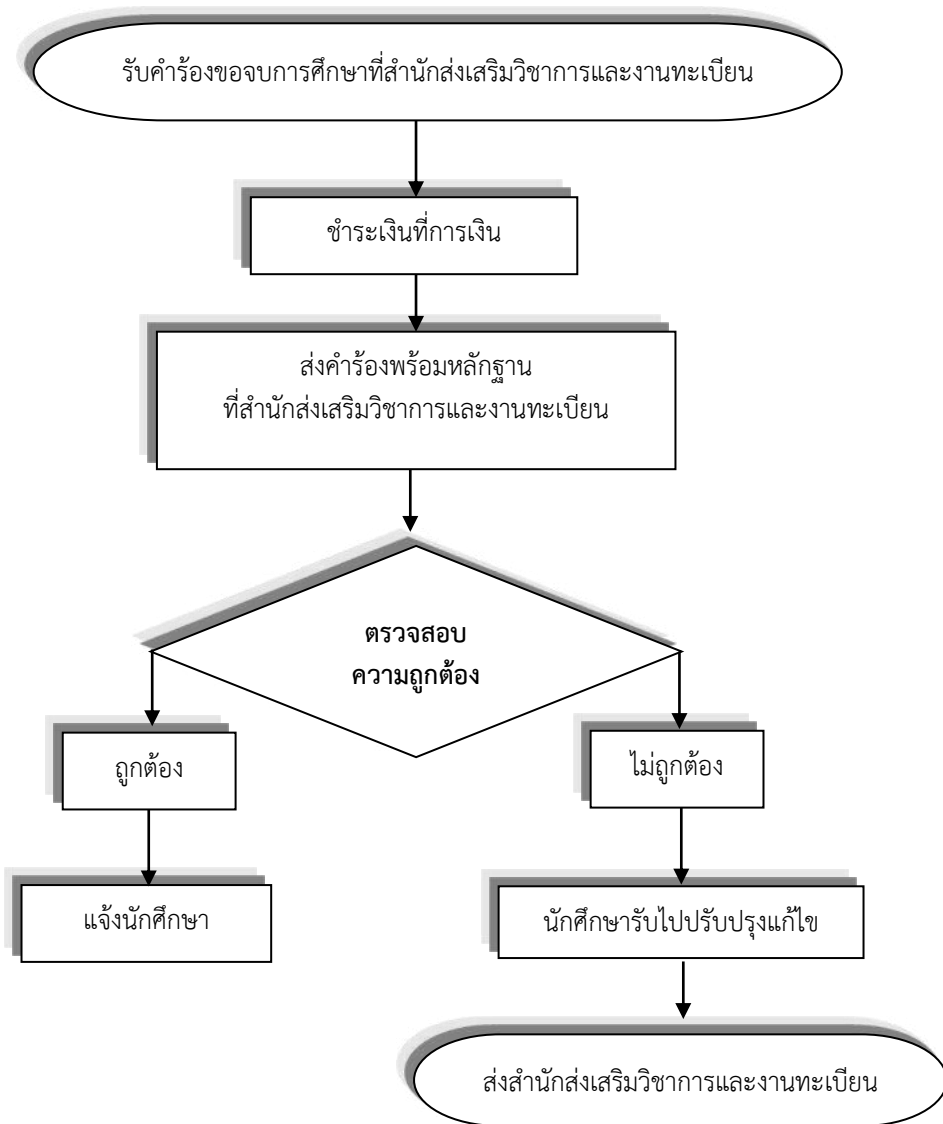 รับคำร้องขอจบการศึกษาที่สำนักส่งเสริมวิชาการและงานทะเบียน
ชำระเงินที่การเงิน
ส่งคำร้องพร้อมหลักฐาน
ที่สำนักส่งเสริมวิชาการและงานทะเบียน
ตรวจสอบ
ความถูกต้อง
ถูกต้อง
ไม่ถูกต้อง
แจ้งนักศึกษา
นักศึกษารับไปปรับปรุงแก้ไข
ส่งสำนักส่งเสริมวิชาการและงานทะเบียน